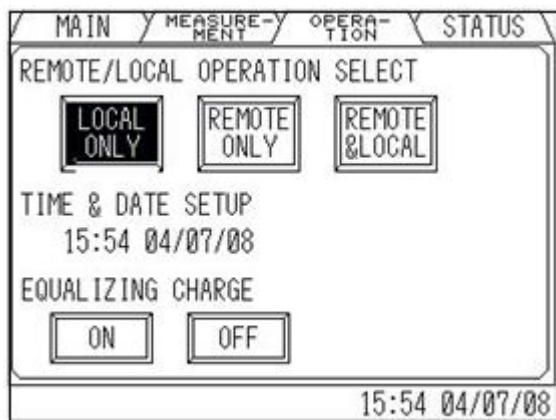 MAIN
MEASURE-
MENT
OPERA-
TION
STATUS
REMOTE/LOCAL OPERATION SELECT
LOCAL
ONLY
REMOTE
ONLY
REMOTE
&LOCAL
TIME & DATE SETUP
15:54 04/07/08
EQUALIZING CHARGE
ON
OFF
15:54 04/07/08